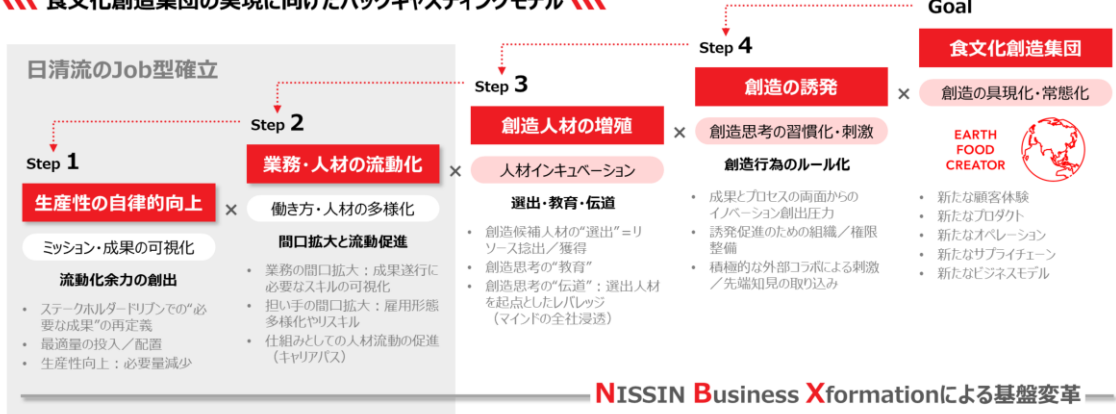 食文化創造集団の実現に向けたバックキャスティングモデル
日清流のJob型確立
Step 1
生産性の自律的向上
ミッション・成果の可視化
流動化余力の創出
• ステークホルダードリブンでの“必
要な成果”の再定義
• 最適量の投入／配置
• 生産性向上：必要量減少
×
Step 2
業務・人材の流動化
働き方・人材の多様化
間口拡大と流動促進
• 業務の間口拡大：成果遂行に
必要なスキルの可視化
• 担い手の間口拡大：雇用形態
多様化やリスキル
• 仕組みとしての人材流動の促進
（キャリアパス）
×
Step 3
創造人材の増殖
人材インキュベーション
選出・教育・伝道
• 創造候補人材の“選出”＝リ
ソース捻出／獲得
• 創造思考の“教育”
• 創造思考の“伝道”：選出人材
を起点としたレバレッジ
（マインドの全社浸透）
×
Step 4
創造の誘発
創造思考の習慣化・刺激
創造行為のルール化
• 成果とプロセスの両面からの
イノベーション創出圧力
• 誘発促進のための組織／権限
整備
• 積極的な外部コラボによる刺激
／先端知見の取り込み
×
Goal
食文化創造集団
創造の具現化・常態化
EARTH
FOOD
CREATOR
• 新たな顧客体験
• 新たなプロダクト
• 新たなオペレーション
• 新たなサプライチェーン
• 新たなビジネスモデル
NISSIN Business Xformationによる基盤変革